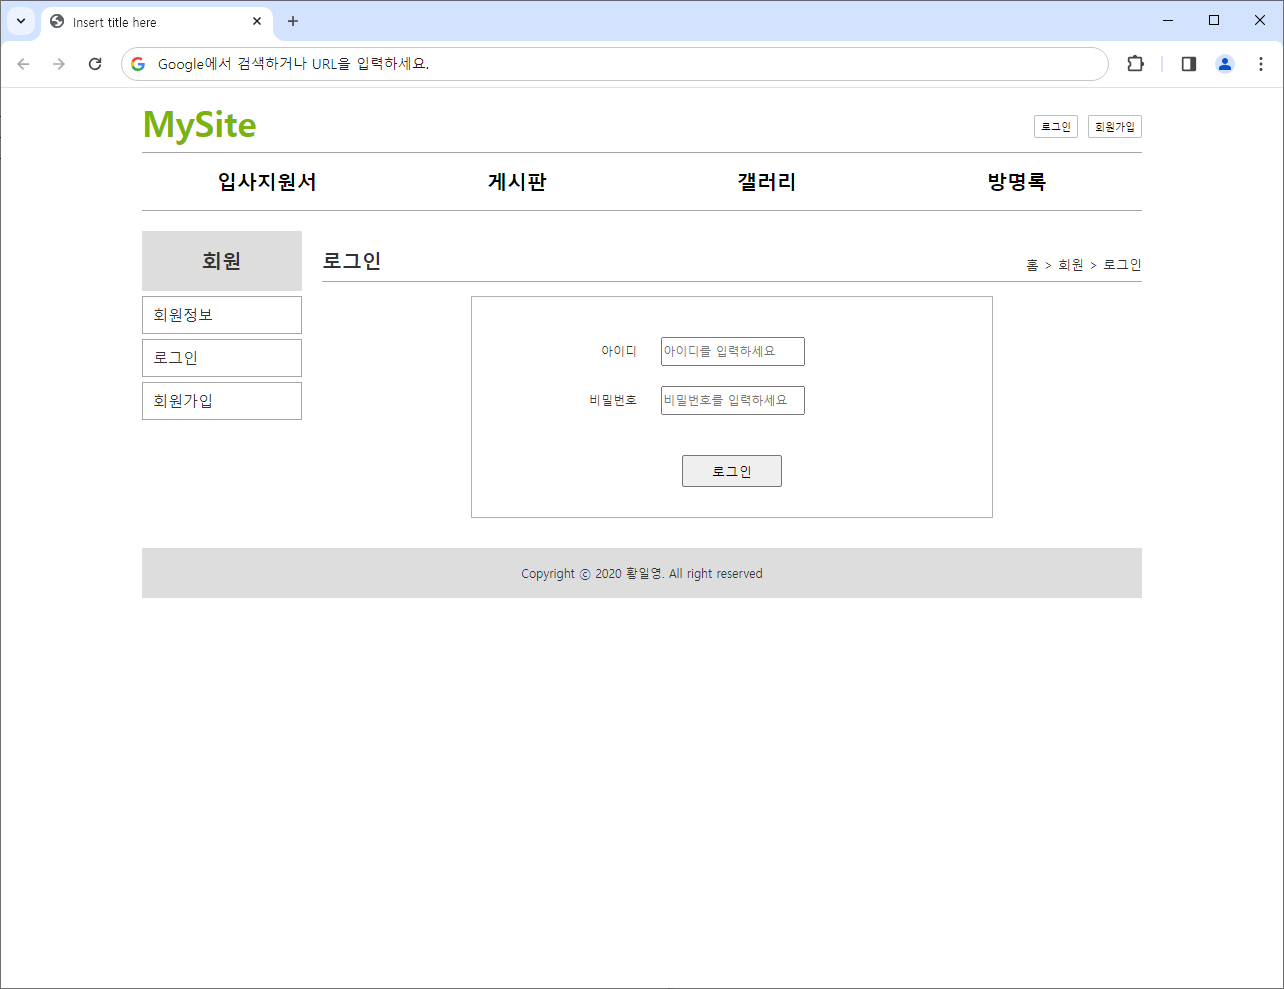 Insert title here
Google에서 검색하거나 URL을 입력하세요.
MySite
로그인 회원가입
입사지원서 게시판 갤러리 방명록
회원
로그인
홈 > 회원 > 로그인
회원정보
로그인
회원가입
아이디 아이디를 입력하세요
비밀번호 비밀번호를 입력하세요
로그인
Copyright ⓒ 2020 황일영. All right reserved